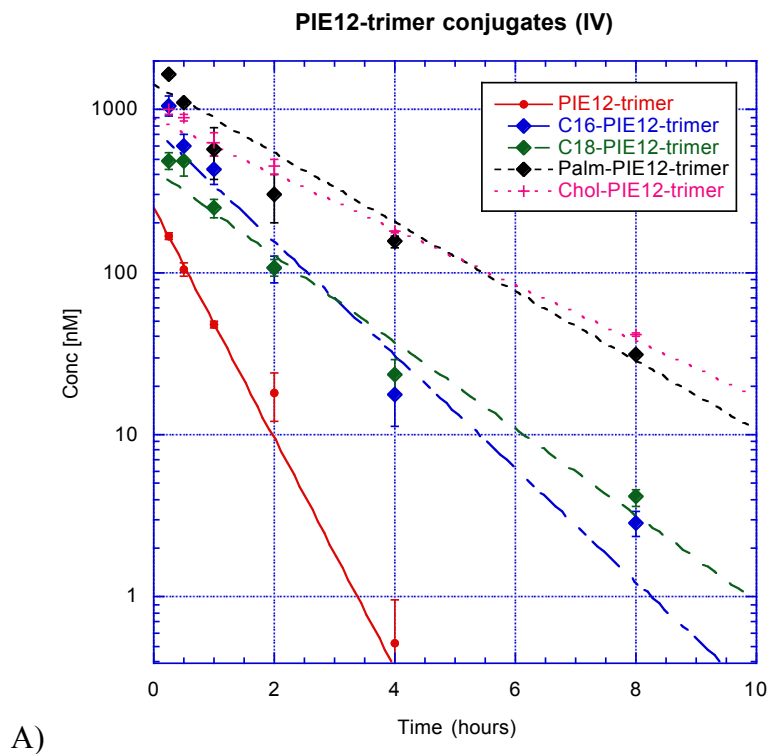 PIE12-trimer conjugates (IV)
1000
100
10
1
Conc [nM]
PIE12-trimer
C16-PIE12-trimer
C18-PIE12-trimer
Palm-PIE12-trimer
Chol-PIE12-trimer
0 2 4 6 8 10
Time (hours)
A)